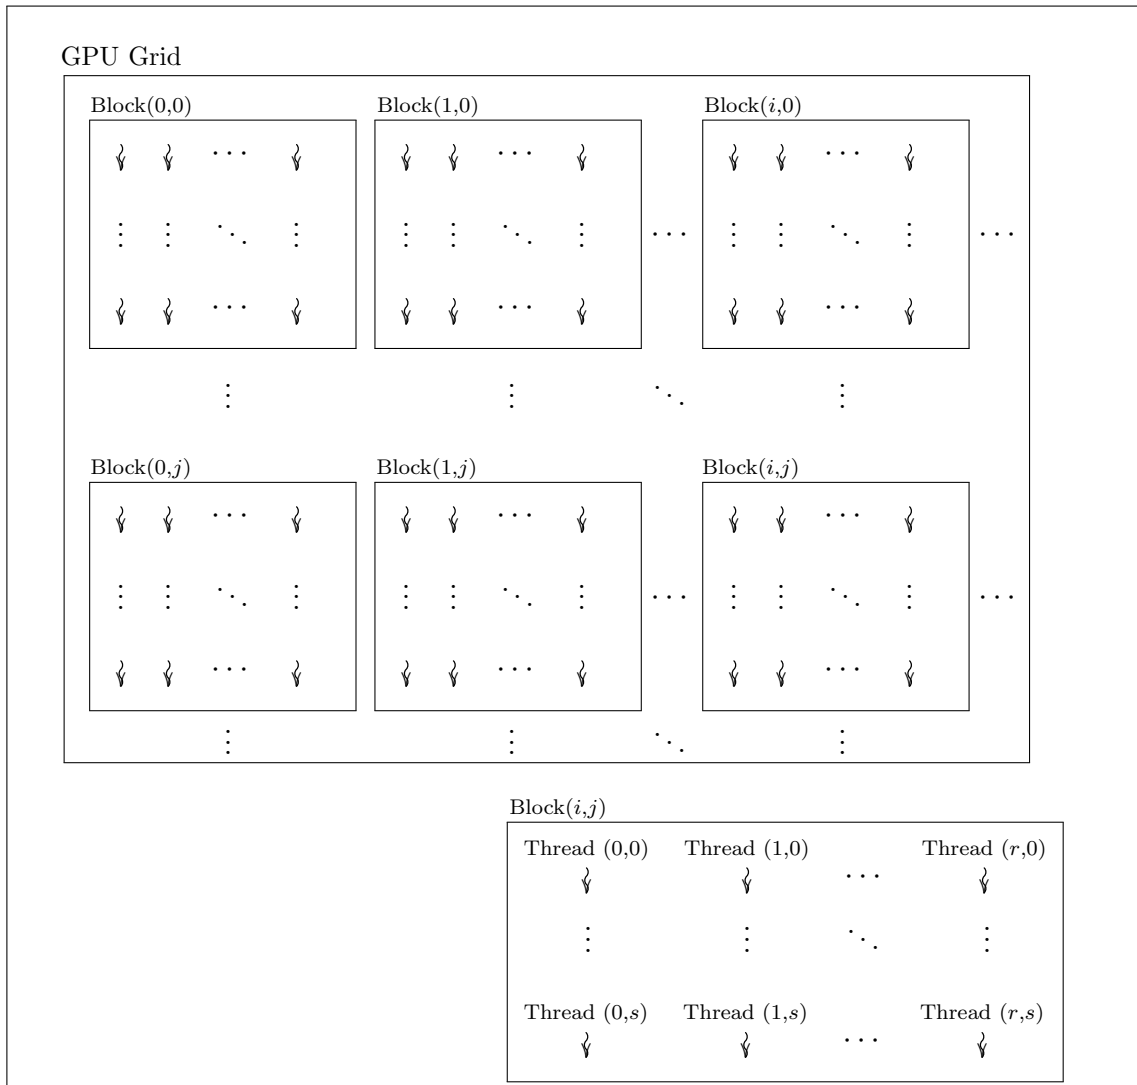 GPU Grid
Block(0,0) Block(1,0) Block(i,0)
Block(0,j) Block(1,j) Block(i,j)
Block(i,j)
Thread (0,0) Thread (1,0) Thread (r,0)
Thread (0,s) Thread (1,s) Thread (r,s)